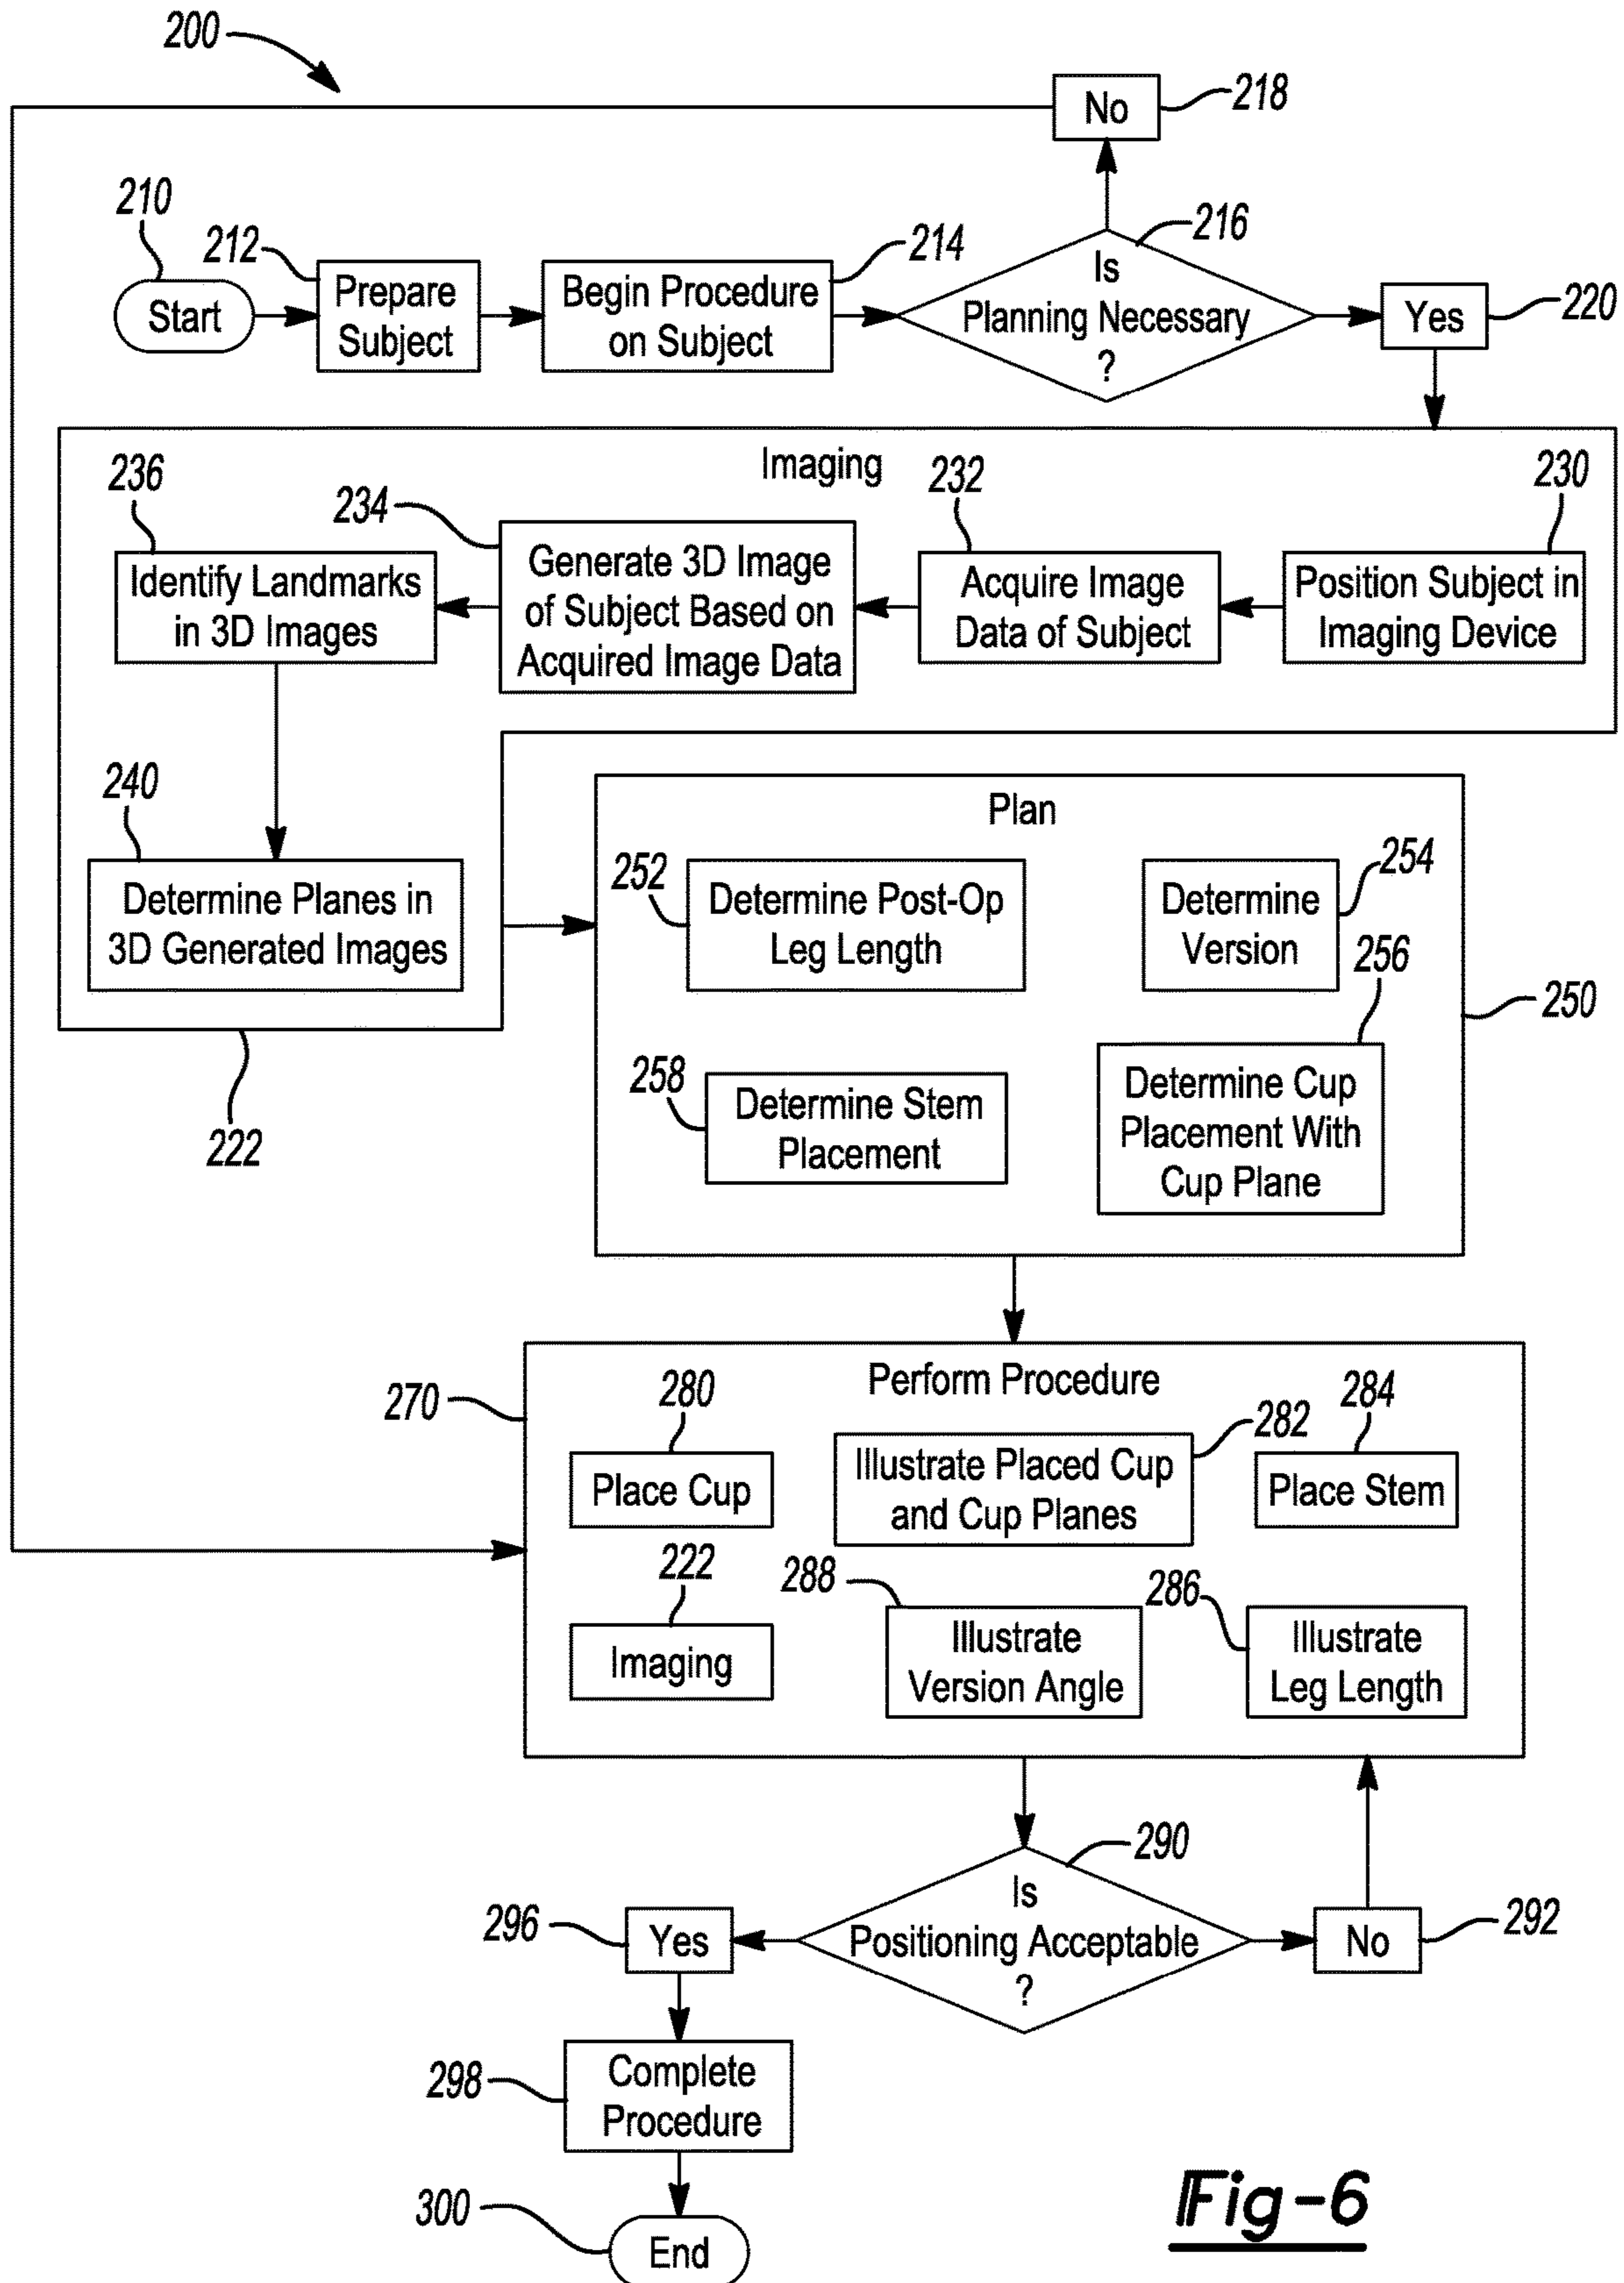 200
No
218
210
Start
212
Prepare
Subject
214
Begin Procedure
on Subject
216
Is
Planning Necessary
?
Yes
220
Imaging
236
Identify Landmarks
in 3D Images
234
Generate 3D Image
of Subject Based on
Acquired Image Data
232
Acquire Image
Data of Subject
230
Position Subject in
Imaging Device
240
Determine Planes in
3D Generated Images
222
Plan
252
Determine Post-Op
Leg Length
254
Determine
Version
256
Determine Cup
Placement With
Cup Plane
258
Determine Stem
Placement
250
Perform Procedure
270
280
Place Cup
282
Illustrate Placed Cup
and Cup Planes
284
Place Stem
222
Imaging
288
Illustrate
Version Angle
286
Illustrate
Leg Length
290
Is
Positioning Acceptable
?
296
Yes
No
292
298
Complete
Procedure
300
End
Fig-6